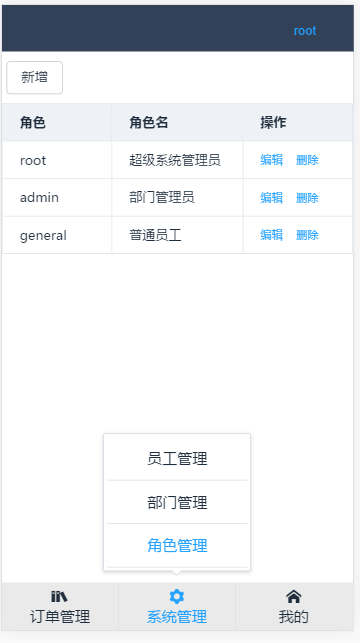 root
新增
角色 角色名 操作
root 超级系统管理员 编辑 删除
admin 部门管理员 编辑 删除
general 普通员工 编辑 删除
员工管理
部门管理
角色管理
订单管理 系统管理 我的